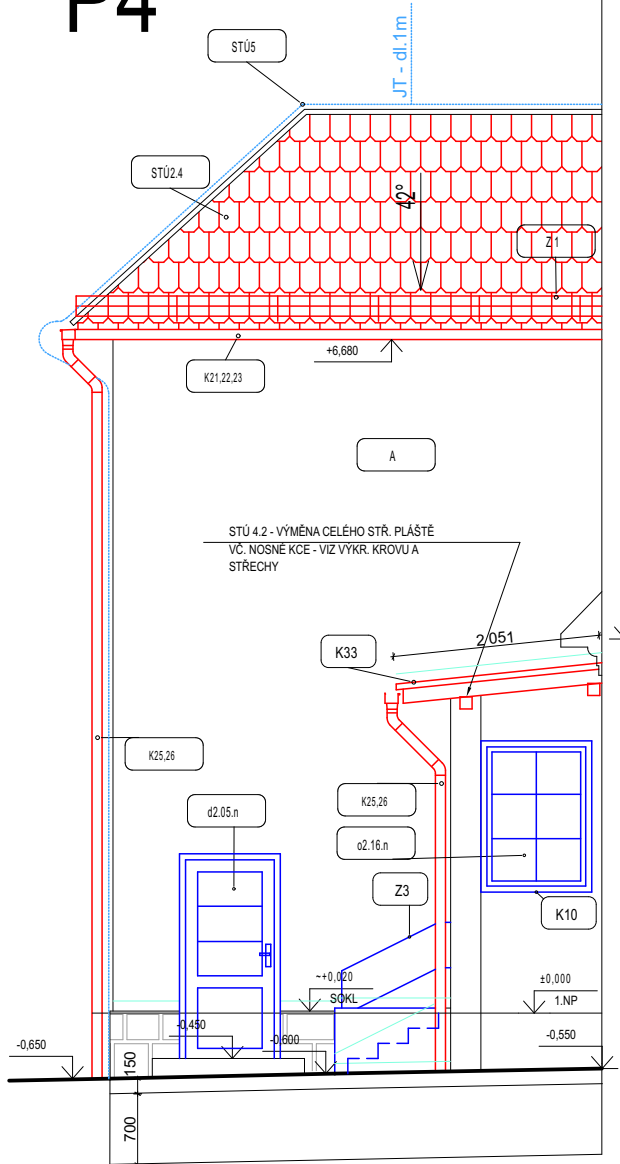 P4
STÚ5
JT - dl.1m
STÚ2.4
42°
Z 1
+6,680
K21,22,23
A
STÚ 4.2 - VÝMĚNA CELÉHO STŘ. PLÁŠTĚ
VČ. NOSNÉ KCE - VIZ VÝKR. KROVU A
STŘECHY
2 051
K33
K25,26
K25,26
d2.05.n
o2.16.n
Z3
K10
~+0,020
SOKL
±0,000
1.NP
-0,450
-0,600
-0,550
-0,650
150
700